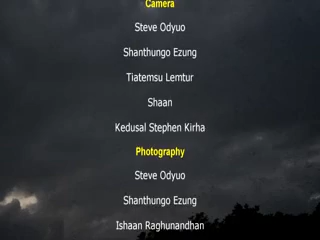 Camera
Steve Odyuo
Shanthungo Ezung
Tiatemsu Lemtur
Shaan
Kedusal Stephen Kirha
Photography
Steve Odyuo
Shanthungo Ezung
Ishaan Raghunandhan